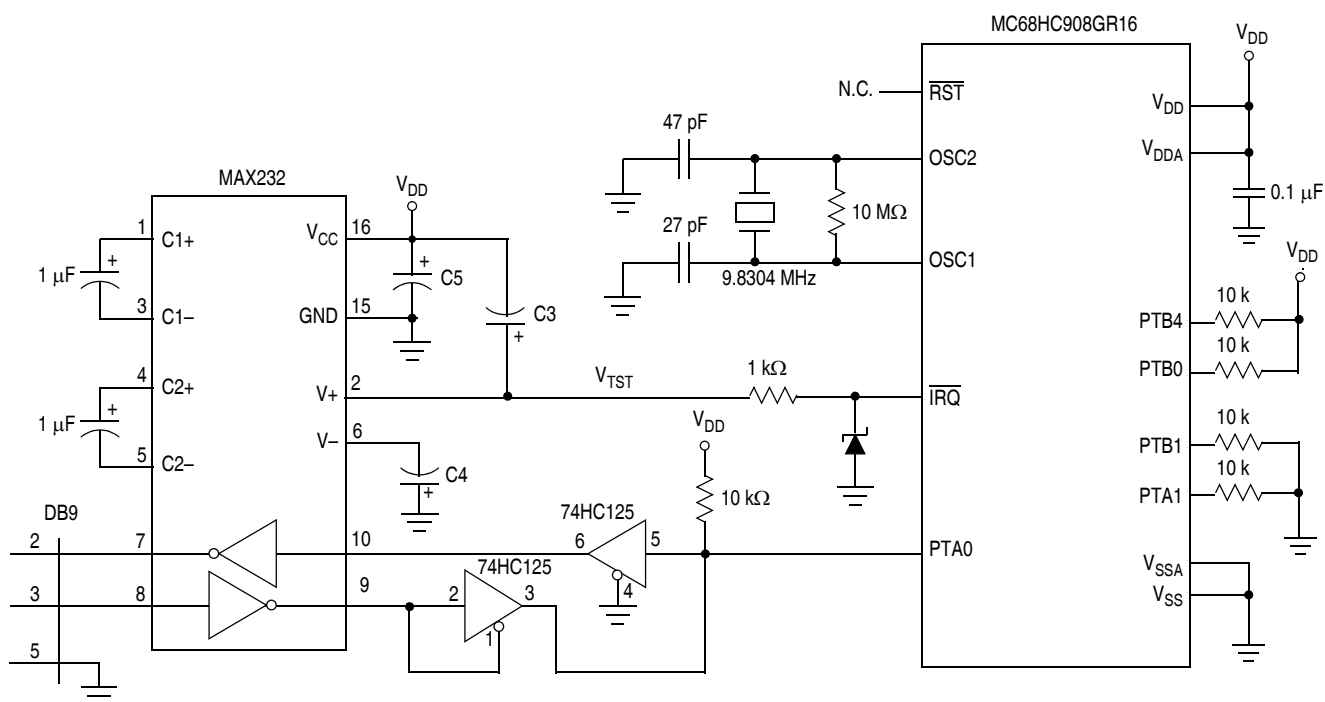 MC68HC908GR16
VDD
N.C.
RST
VDD
47 pF
OSC2
VDDA
MAX232
VDD
0.1 µF
10 MΩ
1
C1+
VCC
16
27 pF
1 µF
+
+
C5
OSC1
9.8304 MHz
VDD
3
C1–
GND
15
C3
+
10 k
PTB4
10 k
PTB0
4
C2+
V+
2
VTST
1 kΩ
IRQ
1 µF
+
VDD
V–
6
10 k
PTB1
5
C2–
C4
+
10 k
PTA1
10 kΩ
DB9
74HC125
2
7
10
6
5
PTA0
74HC125
4
VSSA
3
8
9
2
3
VSS
1
5